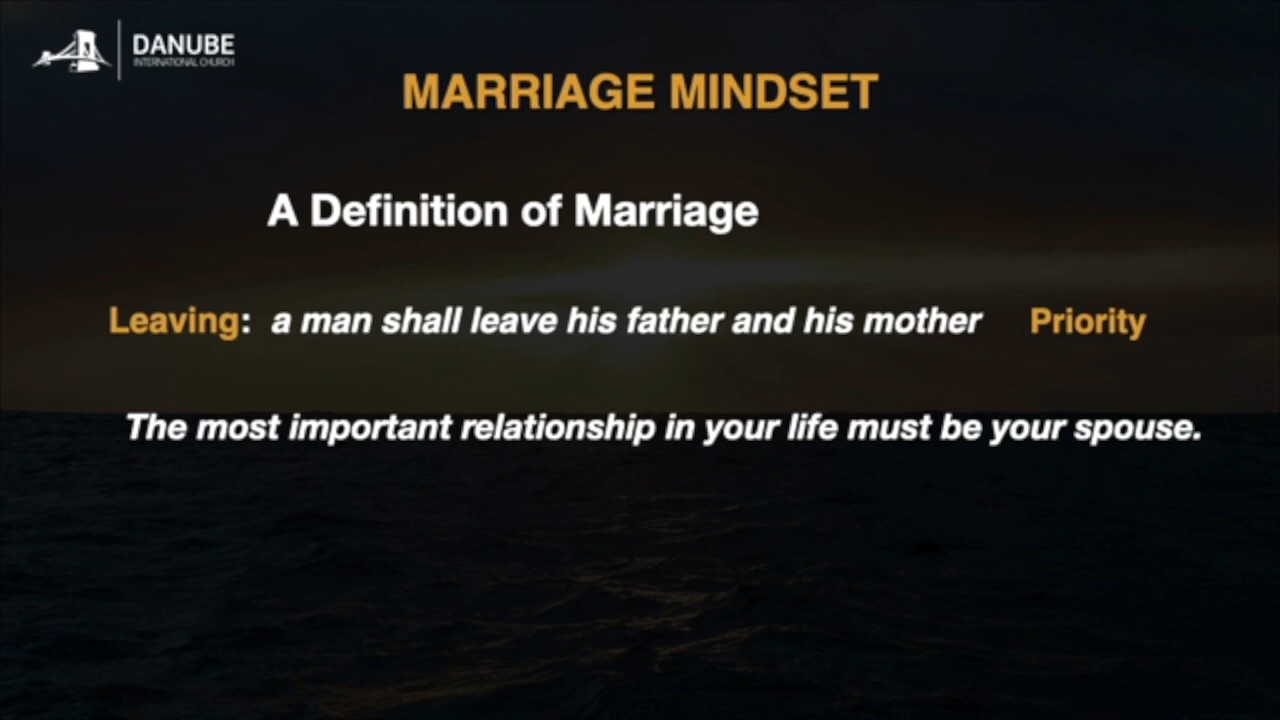 DANUBE
INTERNATIONAL CHURCH
MARRIAGE MINDSET
A Definition of Marriage
Leaving: a man shall leave his father and his mother Priority
The most important relationship in your life must be your spouse.